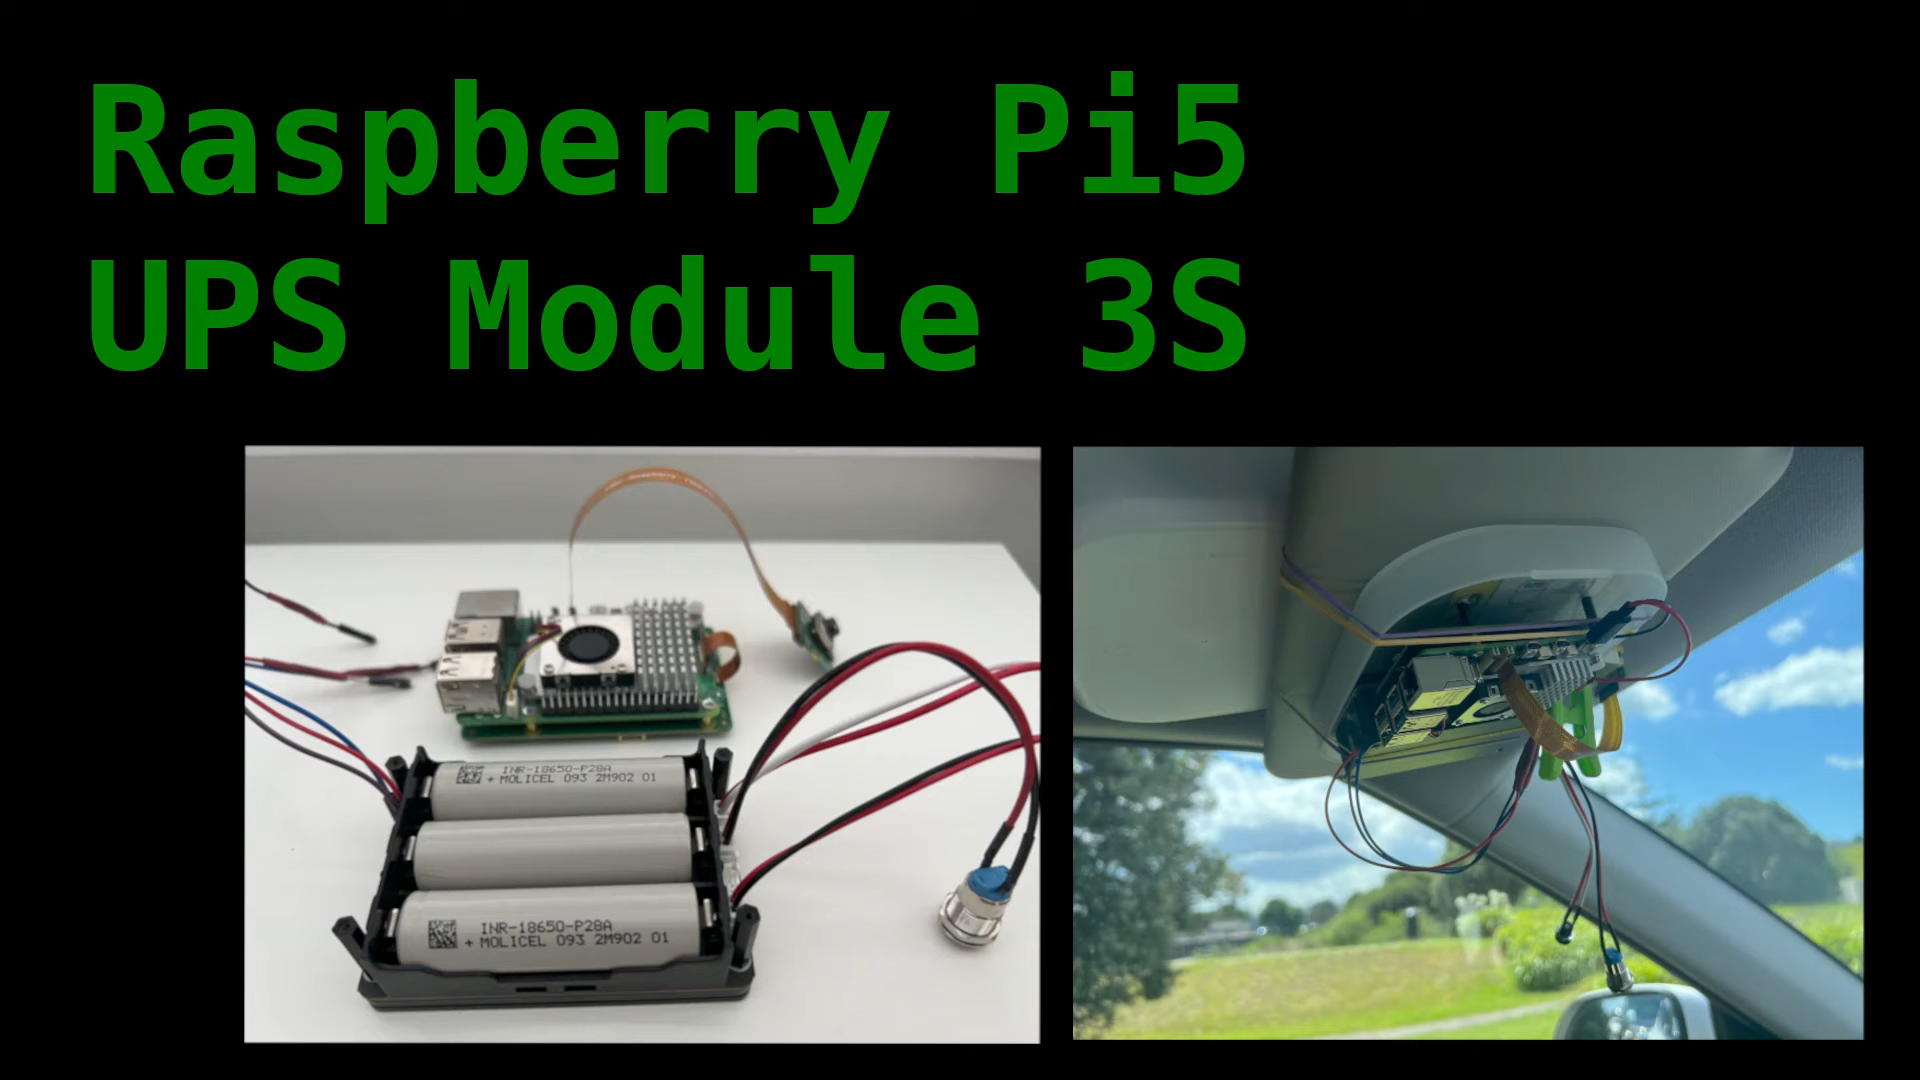 Raspberry Pi5
UPS Module 3S
INR-18650-P28A
+ MOLICEL 093 2M902 01
INR-18650-P28A
+ MOLICEL 093 2M902 01